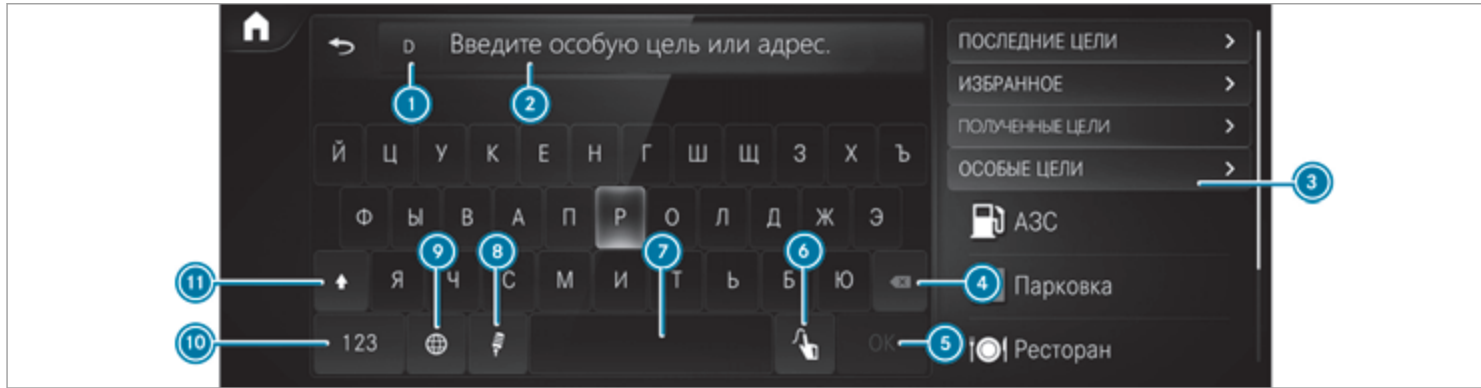 D Введите особую цель или адрес.
1 2
Й Ц У К Е Н Г Ш Щ З Х Ъ
Ф Ы В А П Р О Л Д Ж Э
9 8 7 6
11 Я Ч С М И Т Ь Б Ю 4
10 123 OK 5
ПОСЛЕДНИЕ ЦЕЛИ
ИЗБРАННОЕ
ПОЛУЧЕННЫЕ ЦЕЛИ
ОСОБЫЕ ЦЕЛИ
3
АЗС
Парковка
Ресторан